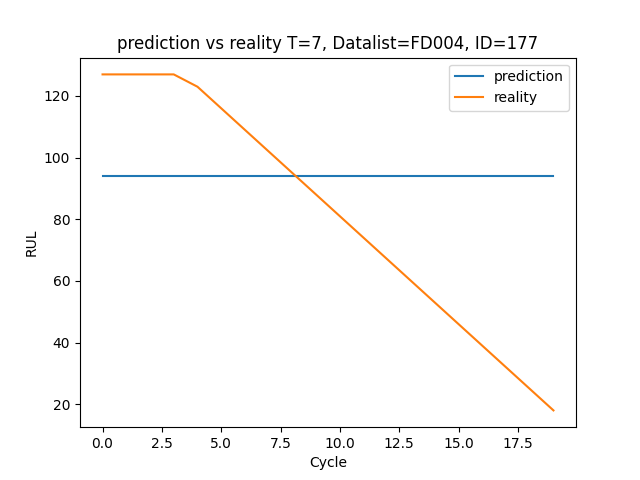 prediction vs reality T=7, Datalist=FD004, ID=177
prediction
reality
120
100
80
60
40
20
RUL
0.0 2.5 5.0 7.5 10.0 12.5 15.0 17.5
Cycle